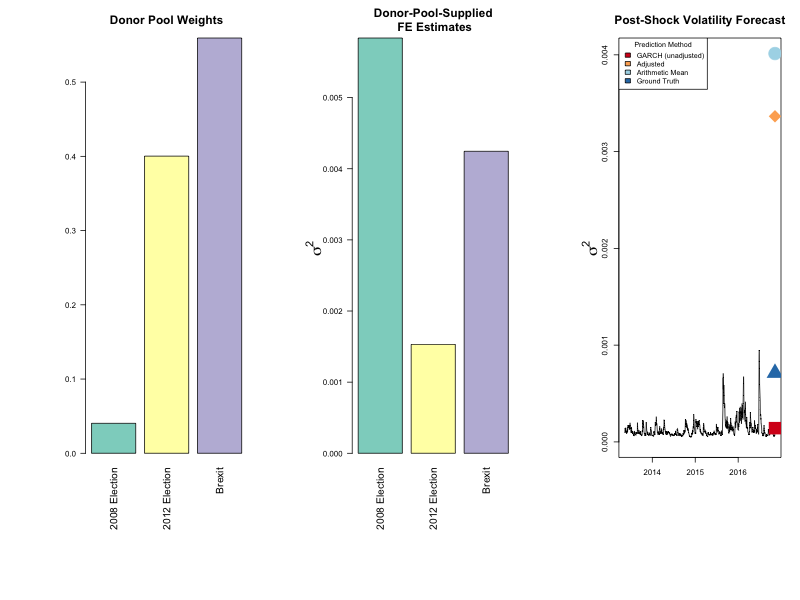 Donor Pool Weights
0.5
0.4
0.3
0.2
0.1
0.0
2008 Election
2012 Election
Brexit
Donor-Pool-Supplied
FE Estimates
σ²
0.005
0.004
0.003
0.002
0.001
0.000
2008 Election
2012 Election
Brexit
Post-Shock Volatility Forecast
σ²
0.004
0.003
0.002
0.001
0.000
Prediction Method
GARCH (unadjusted)
Adjusted
Arithmetic Mean
Ground Truth
2014
2015
2016